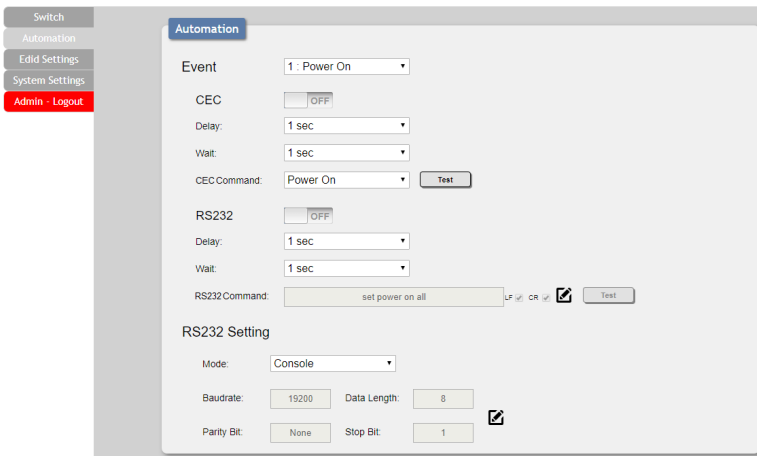 Switch
Automation
Edid Settings
System Settings
Admin - Logout
Automation
Event 1 : Power On
CEC OFF
Delay: 1 sec
Wait: 1 sec
CEC Command: Power On Test
RS232 OFF
Delay: 1 sec
Wait: 1 sec
RS232 Command: set power on all LF CR Test
RS232 Setting
Mode: Console
Baudrate: 19200 Data Length: 8
Parity Bit: None Stop Bit: 1